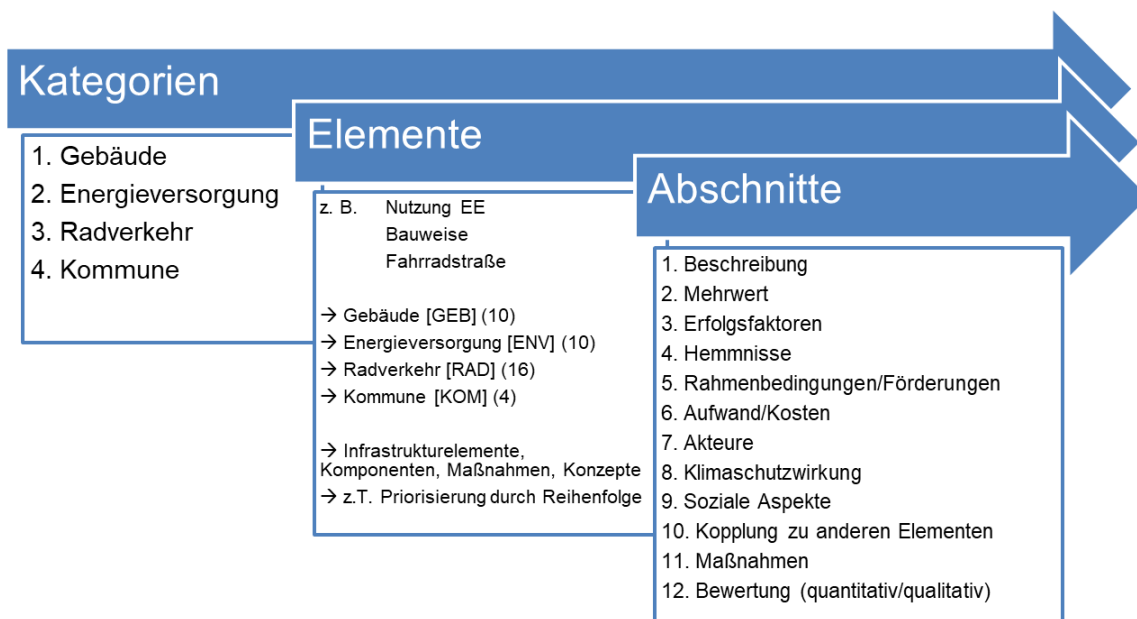 Kategorien
1. Gebäude
2. Energieversorgung
3. Radverkehr
4. Kommune
Elemente
z. B. Nutzung EE
Bauweise
Fahrradstraße
→ Gebäude [GEB] (10)
→ Energieversorgung [ENV] (10)
→ Radverkehr [RAD] (16)
→ Kommune [KOM] (4)
→ Infrastrukturelemente,
Komponenten, Maßnahmen, Konzepte
→ z.T. Priorisierung durch Reihenfolge
Abschnitte
1. Beschreibung
2. Mehrwert
3. Erfolgsfaktoren
4. Hemmnisse
5. Rahmenbedingungen/Förderungen
6. Aufwand/Kosten
7. Akteure
8. Klimaschutzwirkung
9. Soziale Aspekte
10. Kopplung zu anderen Elementen
11. Maßnahmen
12. Bewertung (quantitativ/qualitativ)